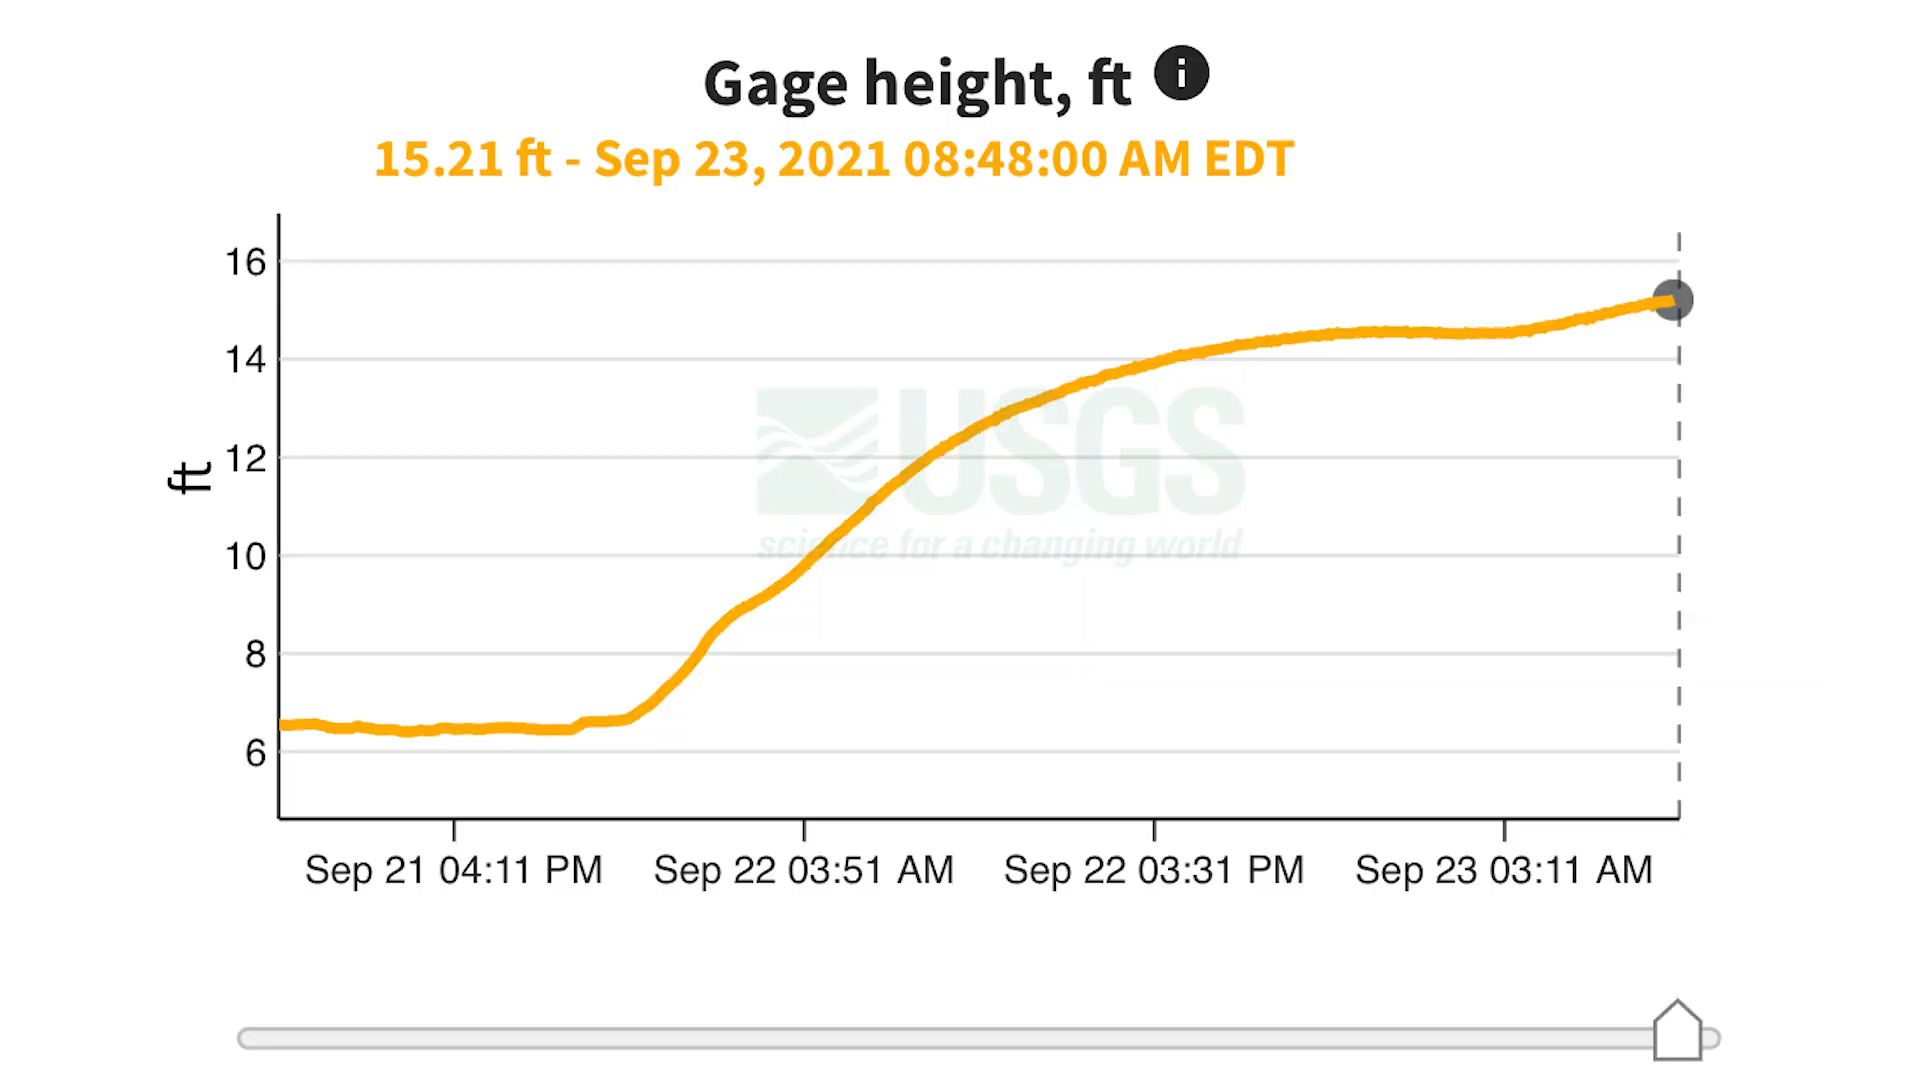 Gage height, ft i
15.21 ft - Sep 23, 2021 08:48:00 AM EDT
16
14
12
10
8
6
ft
USGS
science for a changing world
Sep 21 04:11 PM Sep 22 03:51 AM Sep 22 03:31 PM Sep 23 03:11 AM